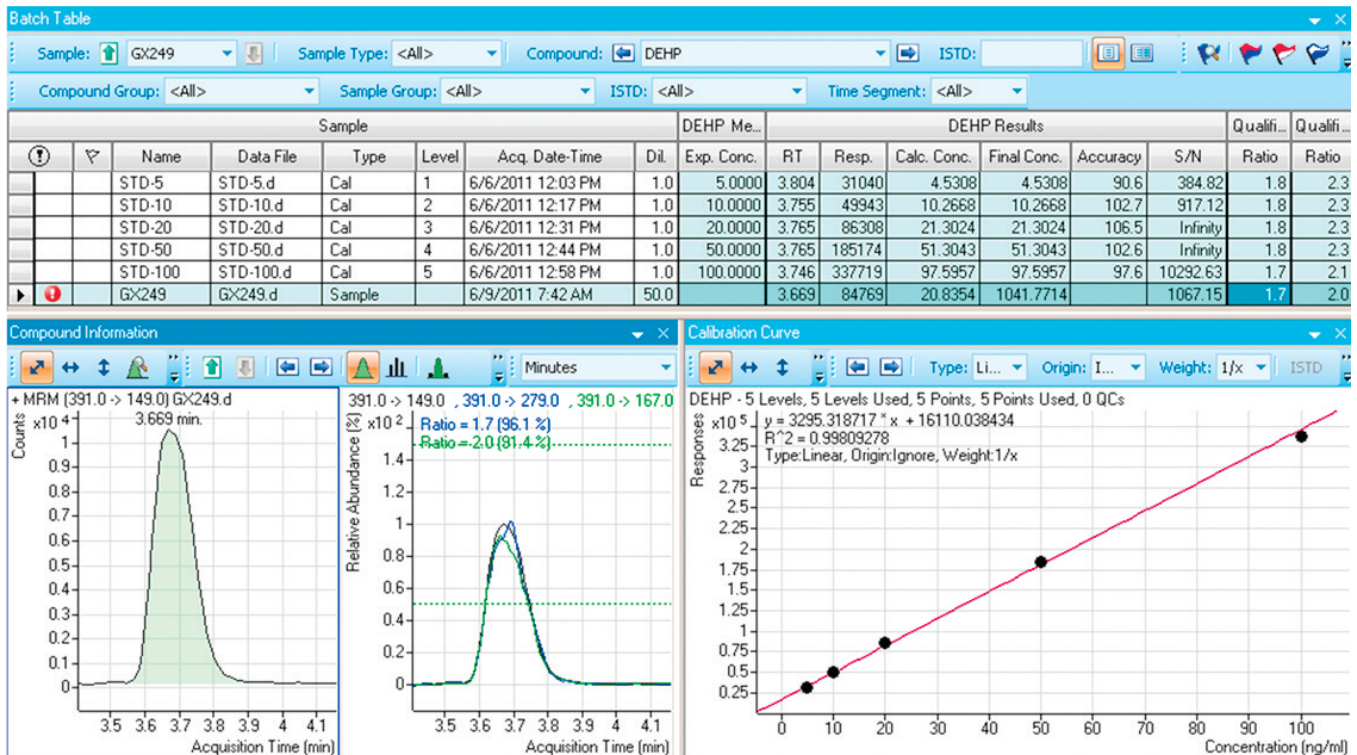 Batch Table
Sample: GX249 Sample Type: <All> Compound: DEHP ISTD:
Compound Group: <All> Sample Group: <All> ISTD: <All> Time Segment: <All>
Sample DEHP Me... DEHP Results Qualifi... Qualifi...
Name Data File Type Level Acq. Date-Time Dil. Exp. Conc. RT Resp. Calc. Conc. Final Conc. Accuracy S/N Ratio Ratio
STD-5 STD-5.d Cal 1 6/6/2011 12:03 PM 1.0 5.0000 3.804 31040 4.5308 4.5308 90.6 384.82 1.8 2.3
STD-10 STD-10.d Cal 2 6/6/2011 12:17 PM 1.0 10.0000 3.755 49943 10.2668 10.2668 102.7 917.12 1.8 2.3
STD-20 STD-20.d Cal 3 6/6/2011 12:31 PM 1.0 20.0000 3.765 86308 21.3024 21.3024 106.5 Infinity 1.8 2.3
STD-50 STD-50.d Cal 4 6/6/2011 12:44 PM 1.0 50.0000 3.765 185174 51.3043 51.3043 102.6 Infinity 1.8 2.3
STD-100 STD-100.d Cal 5 6/6/2011 12:58 PM 1.0 100.0000 3.746 337719 97.5957 97.5957 97.6 10292.63 1.7 2.1
GX249 GX249.d Sample 6/9/2011 7:42 AM 50.0 3.669 84769 20.8354 1041.7714 1067.15 1.7 2.0
Compound Information
Minutes
+ MRM (391.0 -> 149.0) GX249.d
x10^4
3.669 min.
Counts
1
0.9
0.8
0.7
0.6
0.5
0.4
0.3
0.2
0.1
0
3.5 3.6 3.7 3.8 3.9 4 4.1
Acquisition Time (min)
391.0 -> 149.0 , 391.0 -> 279.0 , 391.0 -> 167.0
x10^2
Ratio = 1.7 (96.1 %)
Ratio = 2.0 (91.4 %)
Relative Abundance (%)
1.4
1.2
1
0.8
0.6
0.4
0.2
0
3.5 3.6 3.7 3.8 3.9 4 4.1
Acquisition Time (min)
Calibration Curve
Type: Li... Origin: I... Weight: 1/x ISTD
DEHP - 5 Levels, 5 Levels Used, 5 Points, 5 Points Used, 0 QCs
x10^5
y = 3295.318717 * x + 16110.038434
R^2 = 0.99809278
Type:Linear, Origin:Ignore, Weight:1/x
Responses
3.25
3
2.75
2.5
2.25
2
1.75
1.5
1.25
1
0.75
0.5
0.25
0 10 20 30 40 50 60 70 80 90 100
Concentration (ng/ml)